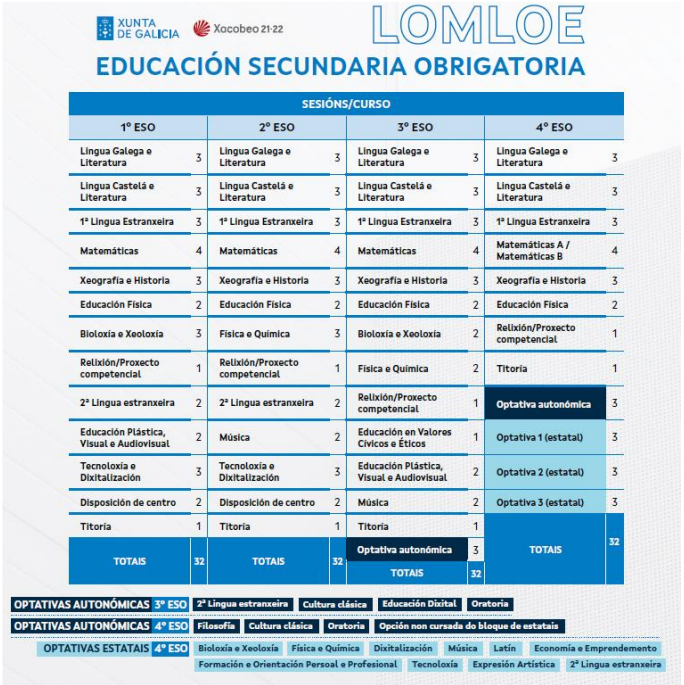 XUNTA
DE GALICIA
Xacobeo 21·22
LOMLOE
EDUCACIÓN SECUNDARIA OBRIGATORIA
SESIÓNS/CURSO
1º ESO 2º ESO 3º ESO 4º ESO
Lingua Galega e Lingua Galega e Lingua Galega e Lingua Galega e
Literatura 3 Literatura 3 Literatura 3 Literatura 3
Lingua Castelá e Lingua Castelá e Lingua Castelá e Lingua Castelá e
Literatura 3 Literatura 3 Literatura 3 Literatura 3
1ª Lingua Estranxeira 3 1ª Lingua Estranxeira 3 1ª Lingua Estranxeira 3 1ª Lingua Estranxeira 3
Matemáticas 4 Matemáticas 4 Matemáticas 4 Matemáticas A /
Matemáticas B 4
Xeografía e Historia 3 Xeografía e Historia 3 Xeografía e Historia 3 Xeografía e Historia 3
Educación Física 2 Educación Física 2 Educación Física 2 Educación Física 2
Bioloxía e Xeoloxía 3 Física e Química 3 Bioloxía e Xeoloxía 2 Relixión/Proxecto
competencial 1
Relixión/Proxecto Relixión/Proxecto
competencial 1 competencial 1 Física e Química 2 Titoría 1
2ª Lingua estranxeira 2 2ª Lingua estranxeira 2 Relixión/Proxecto
competencial 1 Optativa autonómica 3
Educación Plástica,
Visual e Audiovisual 2 Música 2 Educación en Valores
Cívicos e Éticos 1 Optativa 1 (estatal) 3
Tecnoloxía e Tecnoloxía e Educación Plástica,
Dixitalización 3 Dixitalización 3 Visual e Audiovisual 2 Optativa 2 (estatal) 3
Disposición de centro 2 Disposición de centro 2 Música 2 Optativa 3 (estatal) 3
Titoría 1 Titoría 1 Titoría 1
Optativa autonómica 3
TOTAIS 32 TOTAIS 32 TOTAIS 32 TOTAIS 32
OPTATIVAS AUTONÓMICAS 3º ESO 2ª Lingua estranxeira Cultura clásica Educación Dixital Oratoria
OPTATIVAS AUTONÓMICAS 4º ESO Filosofía Cultura clásica Oratoria Opción non cursada do bloque de estatais
OPTATIVAS ESTATAIS 4º ESO Bioloxía e Xeoloxía Física e Química Dixitalización Música Latín Economía e Emprendemento
Formación e Orientación Persoal e Profesional Tecnoloxía Expresión Artística 2ª Lingua estranxeira